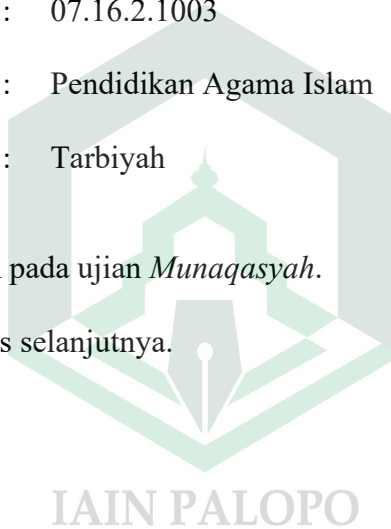 : 07.16.2.1003
: Pendidikan Agama Islam
: Tarbiyah
pada ujian Munaqasyah.
s selanjutnya.
IAIN PALOPO